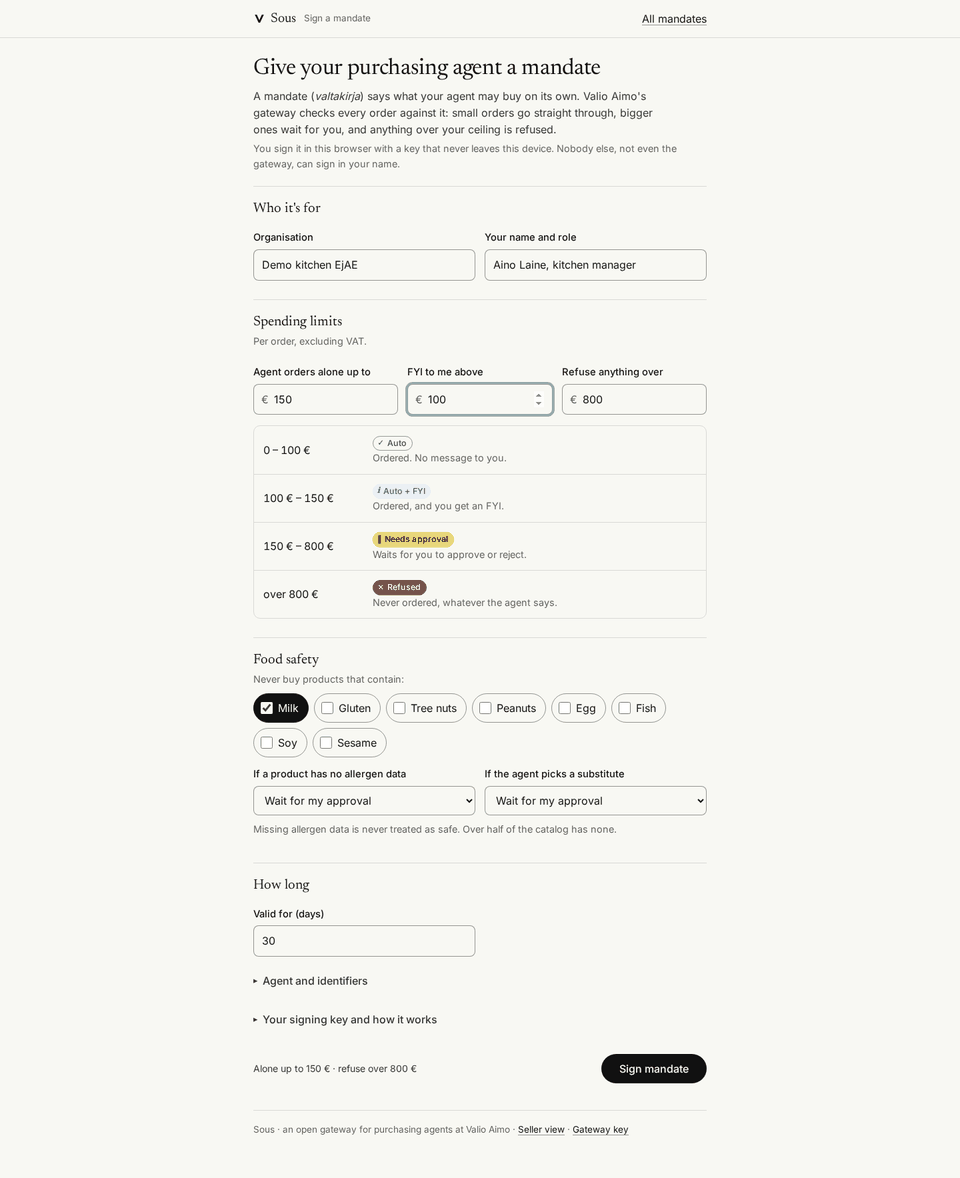 Sous Sign a mandate All mandates
Give your purchasing agent a mandate
A mandate (valtakirja) says what your agent may buy on its own. Valio Aimo's
gateway checks every order against it: small orders go straight through, bigger
ones wait for you, and anything over your ceiling is refused.
You sign it in this browser with a key that never leaves this device. Nobody else, not even the
gateway, can sign in your name.
Who it's for
Organisation Your name and role
Demo kitchen EjAE Aino Laine, kitchen manager
Spending limits
Per order, excluding VAT.
Agent orders alone up to FYI to me above Refuse anything over
€ 150 € 100 € 800
0 – 100 € ✓ Auto
Ordered. No message to you.
100 € – 150 € i Auto + FYI
Ordered, and you get an FYI.
150 € – 800 € Needs approval
Waits for you to approve or reject.
over 800 € × Refused
Never ordered, whatever the agent says.
Food safety
Never buy products that contain:
Milk Gluten Tree nuts Peanuts Egg Fish
Soy Sesame
If a product has no allergen data If the agent picks a substitute
Wait for my approval Wait for my approval
Missing allergen data is never treated as safe. Over half of the catalog has none.
How long
Valid for (days)
30
▸ Agent and identifiers
▸ Your signing key and how it works
Alone up to 150 € · refuse over 800 € Sign mandate
Sous · an open gateway for purchasing agents at Valio Aimo · Seller view · Gateway key